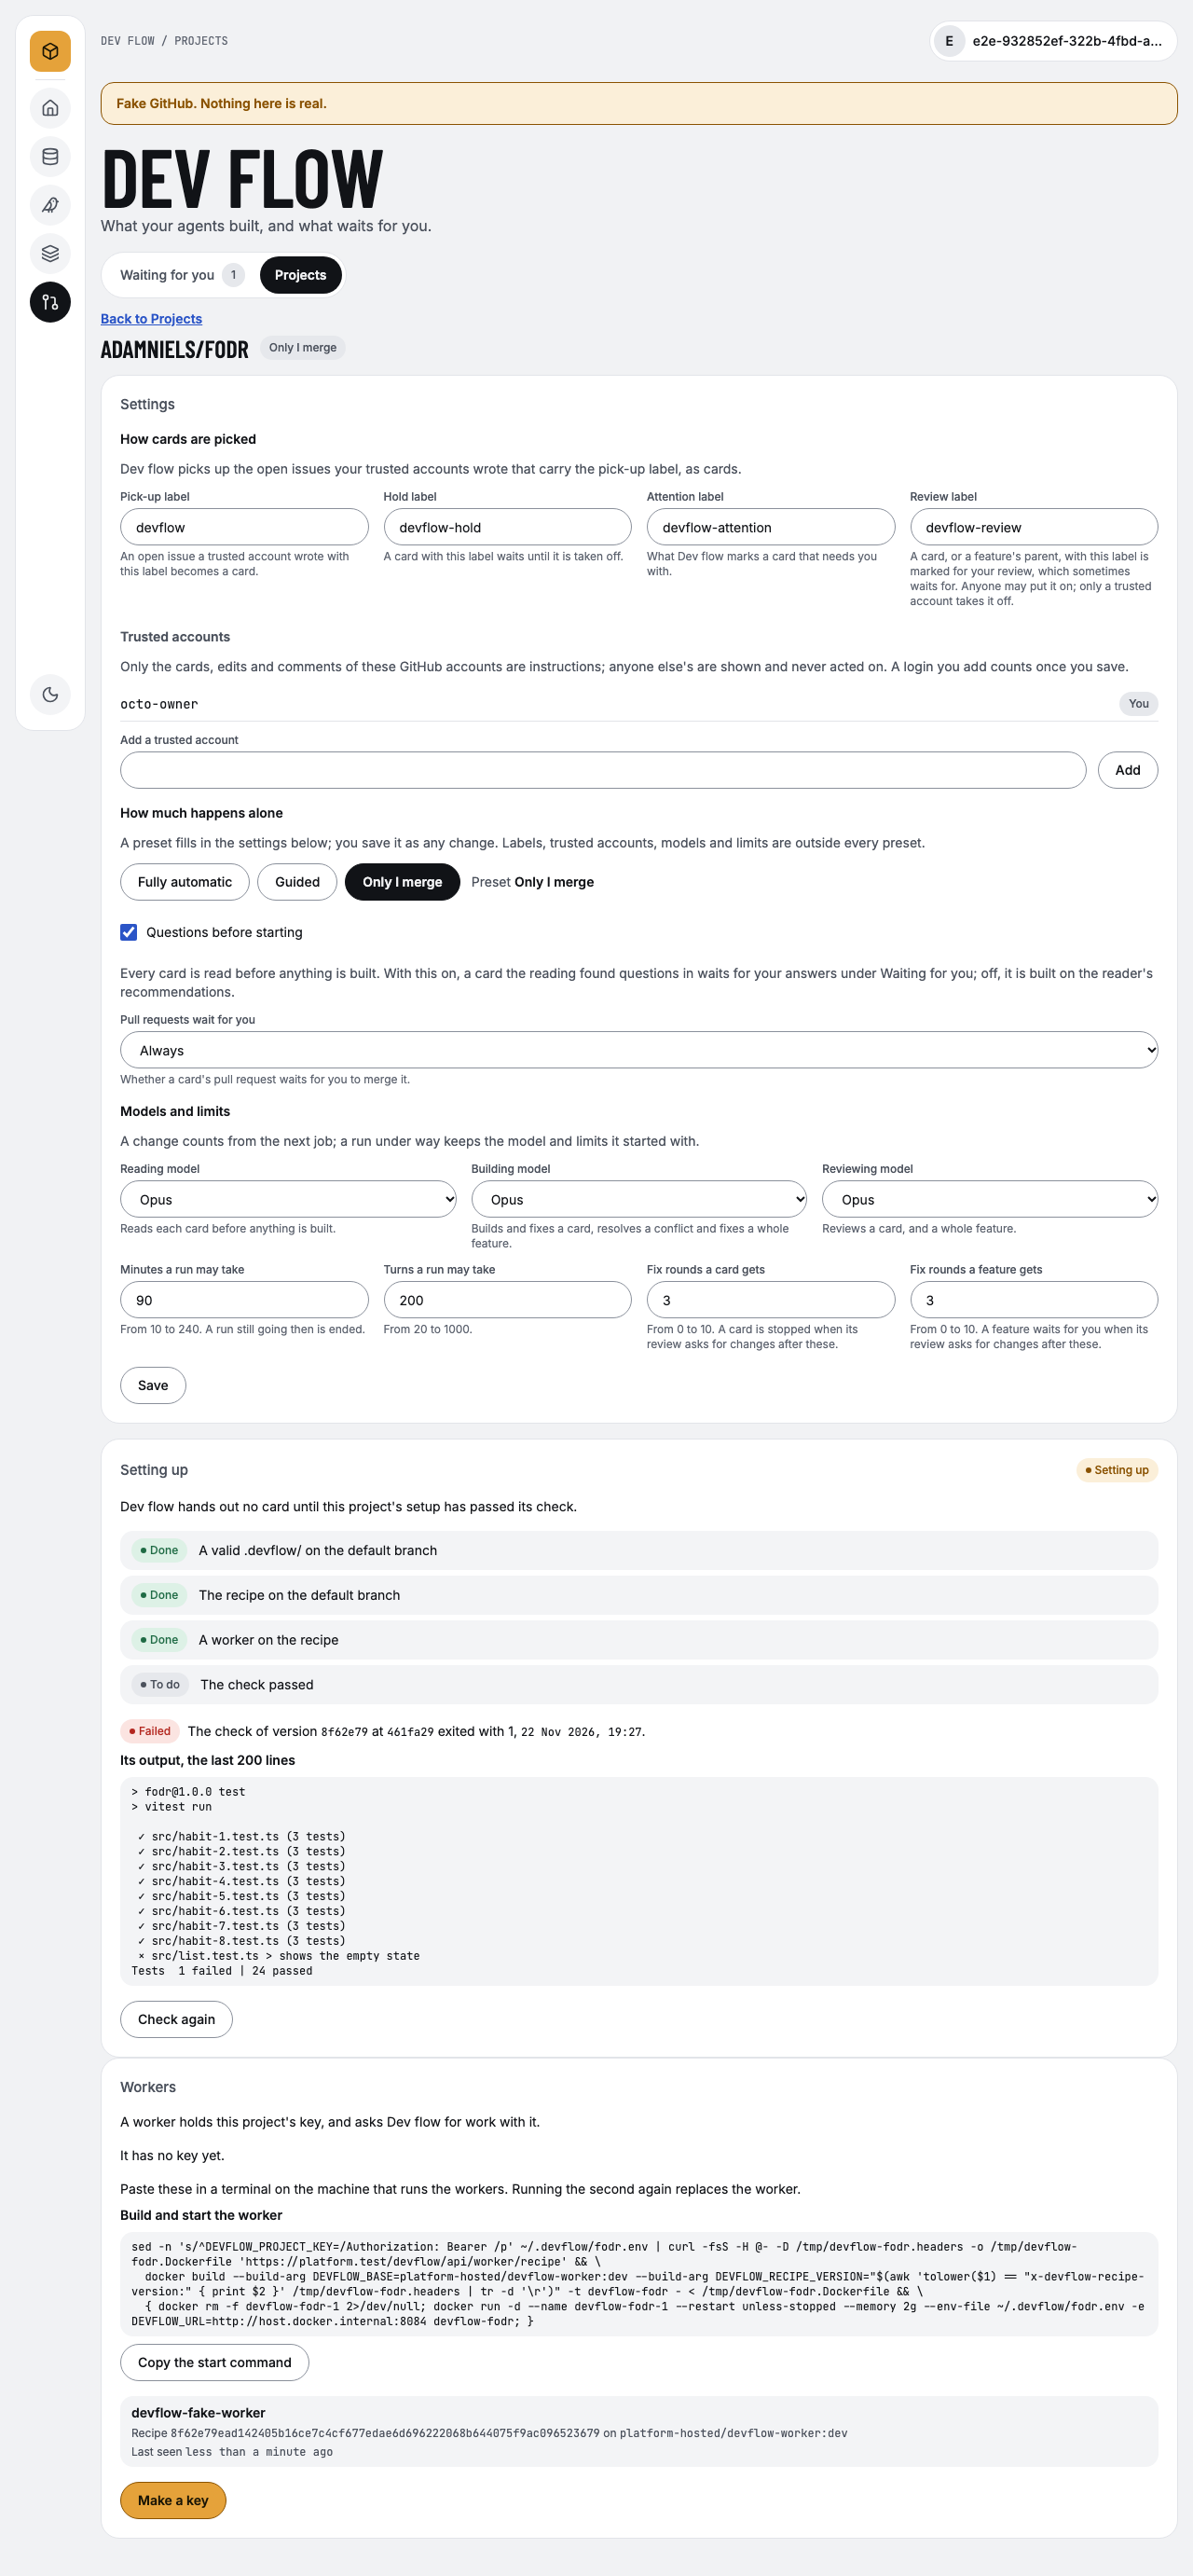 DEV FLOW / PROJECTS
E e2e-932852ef-322b-4fbd-a...
Fake GitHub. Nothing here is real.
DEV FLOW
What your agents built, and what waits for you.
Waiting for you 1 Projects
Back to Projects
ADAMNIELS/FODR Only I merge
Settings
How cards are picked
Dev flow picks up the open issues your trusted accounts wrote that carry the pick-up label, as cards.
Pick-up label
devflow
An open issue a trusted account wrote with
this label becomes a card.
Hold label
devflow-hold
A card with this label waits until it is taken off.
Attention label
devflow-attention
What Dev flow marks a card that needs you
with.
Review label
devflow-review
A card, or a feature's parent, with this label is
marked for your review, which sometimes
waits for. Anyone may put it on; only a trusted
account takes it off.
Trusted accounts
Only the cards, edits and comments of these GitHub accounts are instructions; anyone else's are shown and never acted on. A login you add counts once you save.
octo-owner You
Add a trusted account
Add
How much happens alone
A preset fills in the settings below; you save it as any change. Labels, trusted accounts, models and limits are outside every preset.
Fully automatic Guided Only I merge Preset Only I merge
Questions before starting
Every card is read before anything is built. With this on, a card the reading found questions in waits for your answers under Waiting for you; off, it is built on the reader's
recommendations.
Pull requests wait for you
Always
Whether a card's pull request waits for you to merge it.
Models and limits
A change counts from the next job; a run under way keeps the model and limits it started with.
Reading model
Opus
Reads each card before anything is built.
Building model
Opus
Builds and fixes a card, resolves a conflict and fixes a whole
feature.
Reviewing model
Opus
Reviews a card, and a whole feature.
Minutes a run may take
90
From 10 to 240. A run still going then is ended.
Turns a run may take
200
From 20 to 1000.
Fix rounds a card gets
3
From 0 to 10. A card is stopped when its
review asks for changes after these.
Fix rounds a feature gets
3
From 0 to 10. A feature waits for you when its
review asks for changes after these.
Save
Setting up Setting up
Dev flow hands out no card until this project's setup has passed its check.
Done A valid .devflow/ on the default branch
Done The recipe on the default branch
Done A worker on the recipe
To do The check passed
Failed The check of version 8f62e79 at 461fa29 exited with 1, 22 Nov 2026, 19:27.
Its output, the last 200 lines
> fodr@1.0.0 test
> vitest run
✓ src/habit-1.test.ts (3 tests)
✓ src/habit-2.test.ts (3 tests)
✓ src/habit-3.test.ts (3 tests)
✓ src/habit-4.test.ts (3 tests)
✓ src/habit-5.test.ts (3 tests)
✓ src/habit-6.test.ts (3 tests)
✓ src/habit-7.test.ts (3 tests)
✓ src/habit-8.test.ts (3 tests)
× src/list.test.ts > shows the empty state
Tests  1 failed | 24 passed
Check again
Workers
A worker holds this project's key, and asks Dev flow for work with it.
It has no key yet.
Paste these in a terminal on the machine that runs the workers. Running the second again replaces the worker.
Build and start the worker
sed -n 's/^DEVFLOW_PROJECT_KEY=/Authorization: Bearer /p' ~/.devflow/fodr.env | curl -fsS -H @- -D /tmp/devflow-fodr.headers -o /tmp/devflow-
fodr.Dockerfile 'https://platform.test/devflow/api/worker/recipe' && \
docker build --build-arg DEVFLOW_BASE=platform-hosted/devflow-worker:dev --build-arg DEVFLOW_RECIPE_VERSION="$(awk 'tolower($1) == "x-devflow-recipe-
version:" { print $2 }' /tmp/devflow-fodr.headers | tr -d '\r')" -t devflow-fodr - < /tmp/devflow-fodr.Dockerfile && \
{ docker rm -f devflow-fodr-1 2>/dev/null; docker run -d --name devflow-fodr-1 --restart unless-stopped --memory 2g --env-file ~/.devflow/fodr.env -e
DEVFLOW_URL=http://host.docker.internal:8084 devflow-fodr; }
Copy the start command
devflow-fake-worker
Recipe 8f62e79ead142405b16ce7c4cf677edae6d696222068b644075f9ac096523679 on platform-hosted/devflow-worker:dev
Last seen less than a minute ago
Make a key